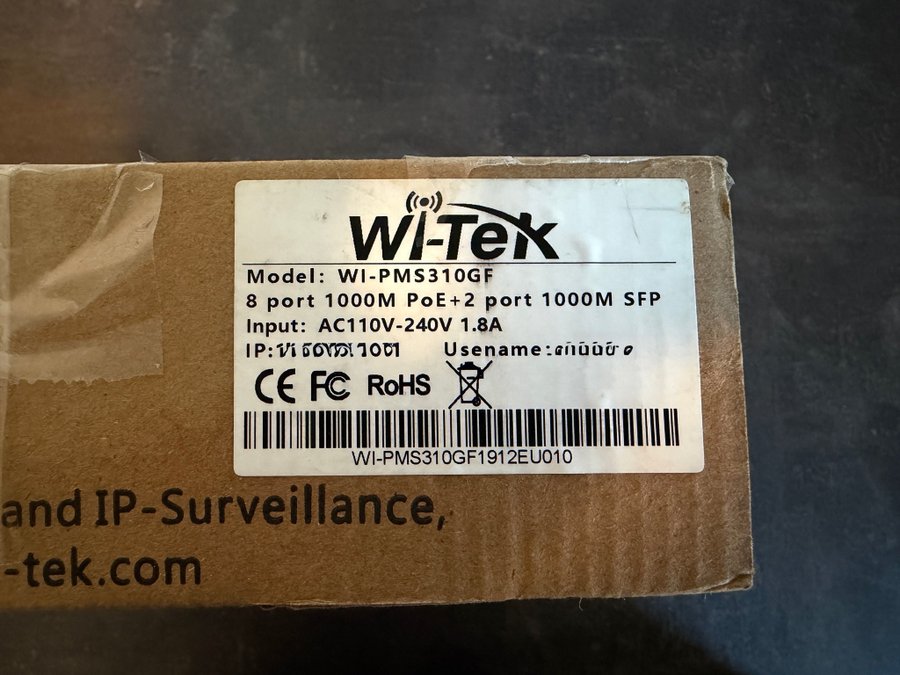 Wi-Tek
Model: WI-PMS310GF
8 port 1000M PoE+2 port 1000M SFP
Input: AC110V-240V 1.8A
IP: Usename:
CE FC RoHS
WI-PMS310GF1912EU010
and IP-Surveillance,
-tek.com